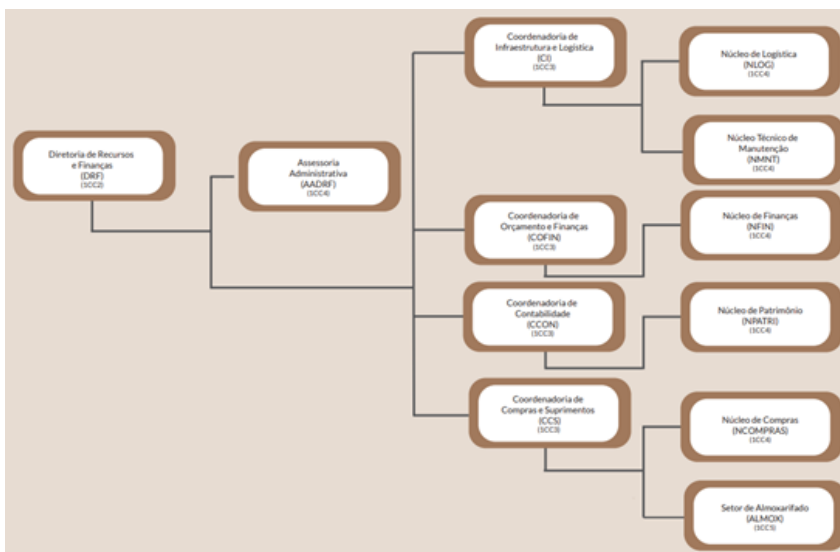 Diretoria de Recursos
e Finanças
(DRF)
(1CC2)
Assessoria
Administrativa
(AADRF)
(1CC4)
Coordenadoria de
Infraestrutura e Logística
(CI)
(1CC3)
Núcleo de Logística
(NLOG)
(1CC4)
Núcleo Técnico de
Manutenção
(NMNT)
(1CC4)
Coordenadoria de
Orçamento e Finanças
(COFIN)
(1CC3)
Núcleo de Finanças
(NFIN)
(1CC4)
Coordenadoria de
Contabilidade
(CCON)
(1CC3)
Núcleo de Patrimônio
(NPATRI)
(1CC4)
Coordenadoria de
Compras e Suprimentos
(CCS)
(1CC3)
Núcleo de Compras
(NCOMPRAS)
(1CC4)
Setor de Almoxarifado
(ALMOX)
(1CC5)